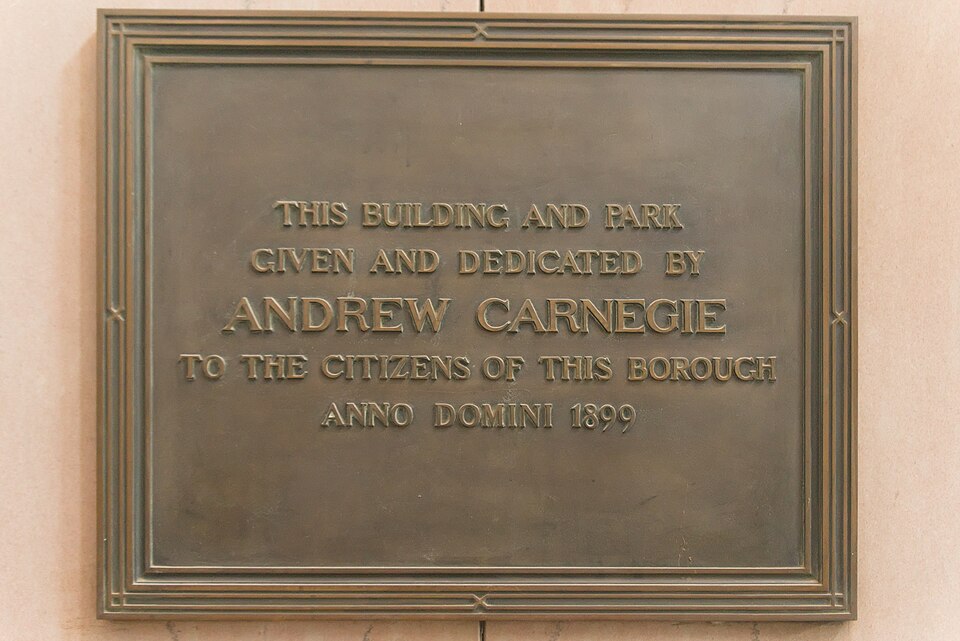 THIS BUILDING AND PARK
GIVEN AND DEDICATED BY
ANDREW CARNEGIE
TO THE CITIZENS OF THIS BOROUGH
ANNO DOMINI 1899